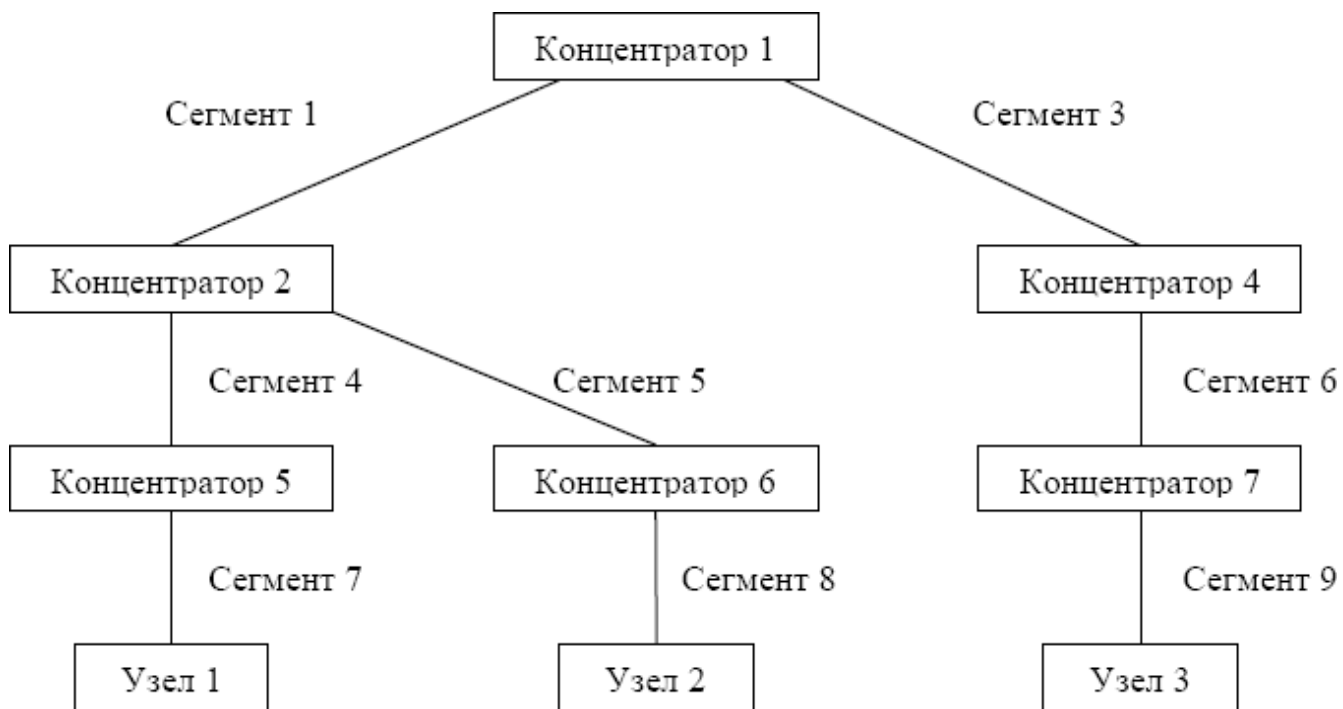 Концентратор 1
Сегмент 1
Сегмент 3
Концентратор 2
Концентратор 4
Сегмент 4
Сегмент 5
Сегмент 6
Концентратор 5
Концентратор 6
Концентратор 7
Сегмент 7
Сегмент 8
Сегмент 9
Узел 1
Узел 2
Узел 3